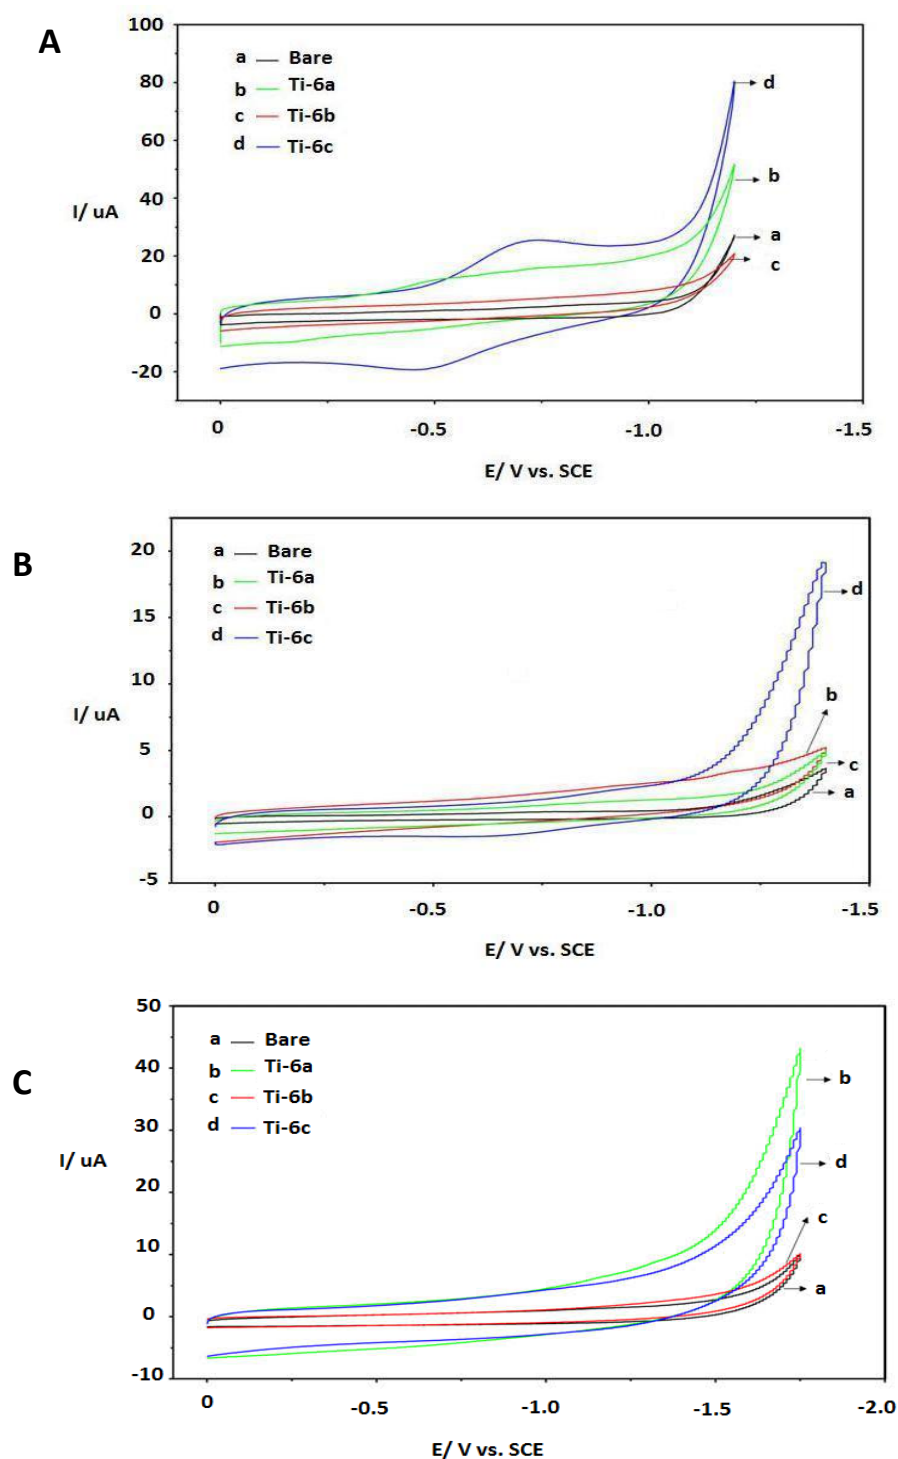 A
100
80
60
40
20
0
-20
I/ uA
a Bare
b Ti-6a
c Ti-6b
d Ti-6c
d
b
a
c
0 -0.5 -1.0 -1.5
E/ V vs. SCE
B
20
15
10
5
0
-5
I/ uA
a Bare
b Ti-6a
c Ti-6b
d Ti-6c
d
b
c
a
0 -0.5 -1.0 -1.5
E/ V vs. SCE
C
50
40
30
20
10
0
-10
I/ uA
a Bare
b Ti-6a
c Ti-6b
d Ti-6c
b
d
c
a
0 -0.5 -1.0 -1.5 -2.0
E/ V vs. SCE